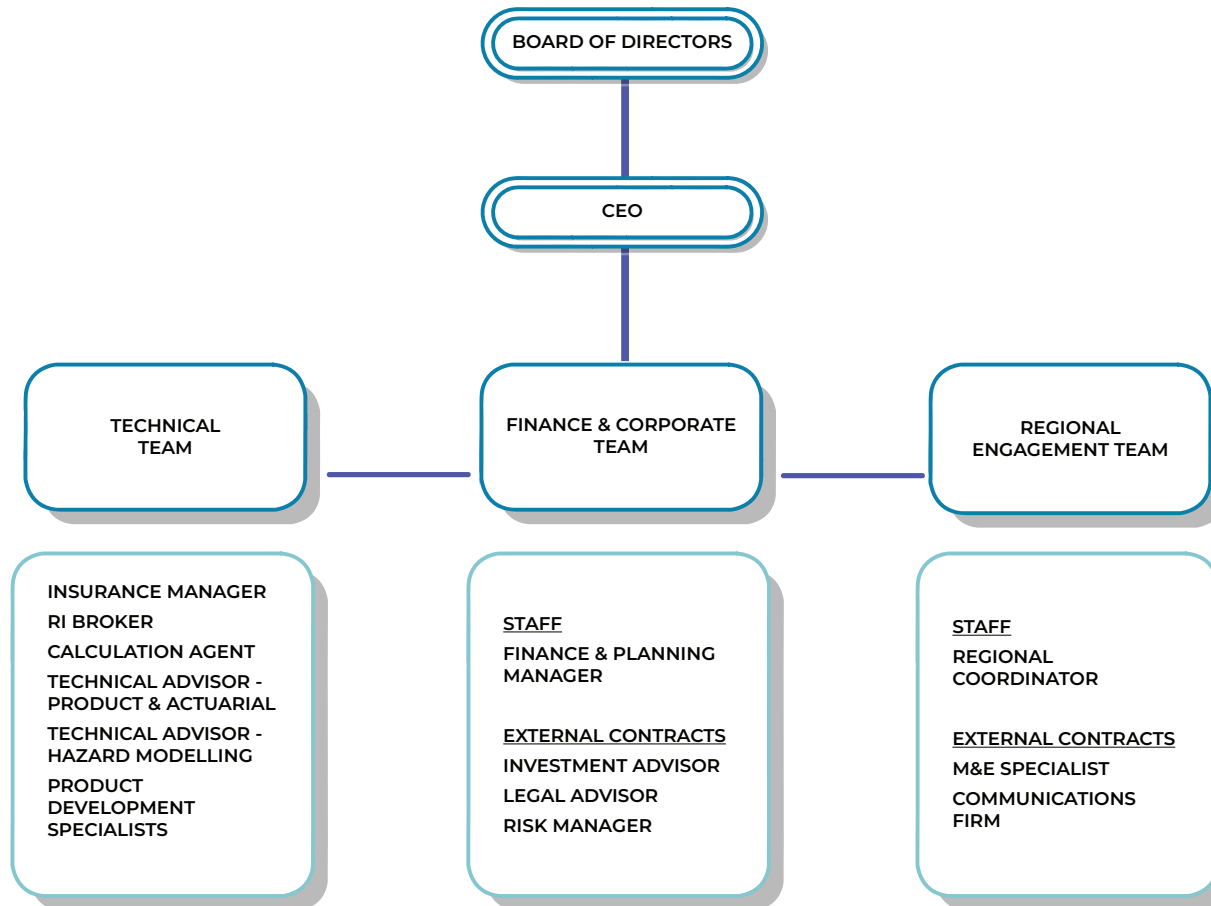 BOARD OF DIRECTORS
CEO
TECHNICAL
TEAM
FINANCE & CORPORATE
TEAM
REGIONAL
ENGAGEMENT TEAM
INSURANCE MANAGER
RI BROKER
CALCULATION AGENT
TECHNICAL ADVISOR -
PRODUCT & ACTUARIAL
TECHNICAL ADVISOR -
HAZARD MODELLING
PRODUCT
DEVELOPMENT
SPECIALISTS
STAFF
FINANCE & PLANNING
MANAGER
EXTERNAL CONTRACTS
INVESTMENT ADVISOR
LEGAL ADVISOR
RISK MANAGER
STAFF
REGIONAL
COORDINATOR
EXTERNAL CONTRACTS
M&E SPECIALIST
COMMUNICATIONS
FIRM